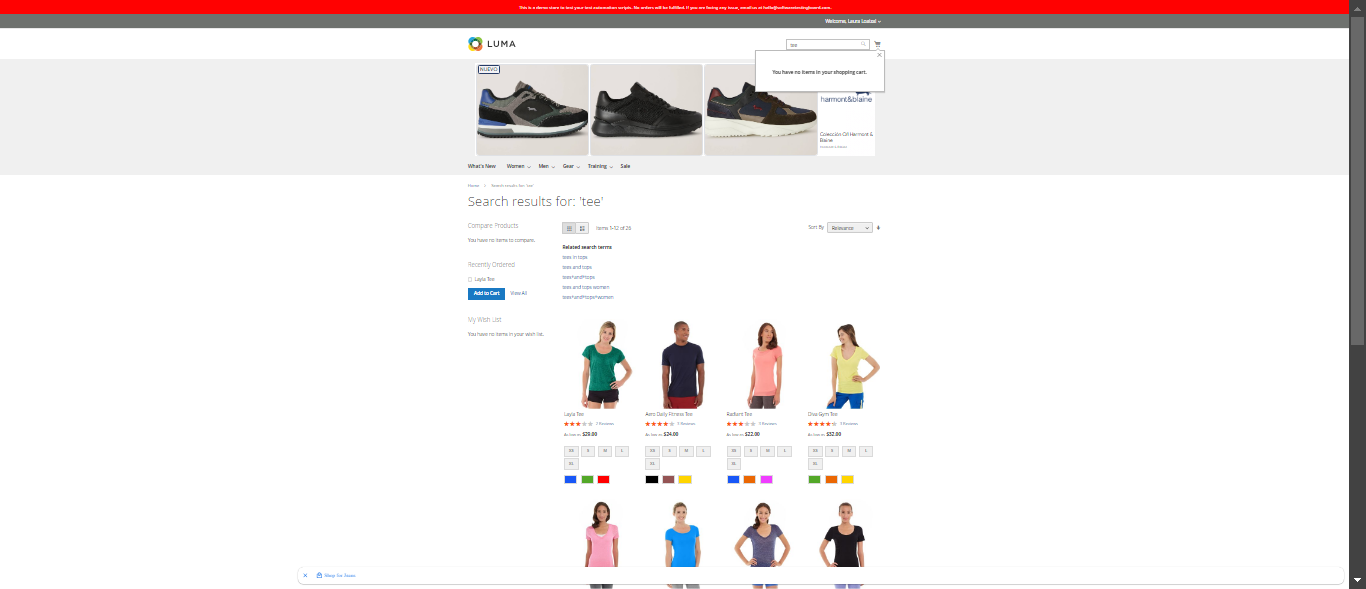 This is a demo store to test your test automation scripts. No orders will be fulfilled. If you are facing any issue, email us at hello@softwaretestingboard.com.
Welcome, Laura Loaiza!
LUMA
tee
You have no items in your shopping cart.
NUEVO
harmont&blaine
Colección Oñ Harmont &
Blaine
What's New Women Men Gear Training Sale
Home Search results for: 'tee'
Search results for: 'tee'
Compare Products
You have no items to compare.
Recently Ordered
Layla Tee
Add to Cart View All
My Wish List
You have no items in your wish list.
Items 1-12 of 26
Sort By Relevance
Related search terms
tees in tops
tees and tops
tees+and+tops
tees and tops women
tees+and+tops+women
Layla Tee
2 Reviews
As low as $29.00
XS S M L
XL
Aero Daily Fitness Tee
3 Reviews
As low as $24.00
XS S M L
XL
Radiant Tee
3 Reviews
As low as $22.00
XS S M L
XL
Diva Gym Tee
3 Reviews
As low as $32.00
XS S M L
XL